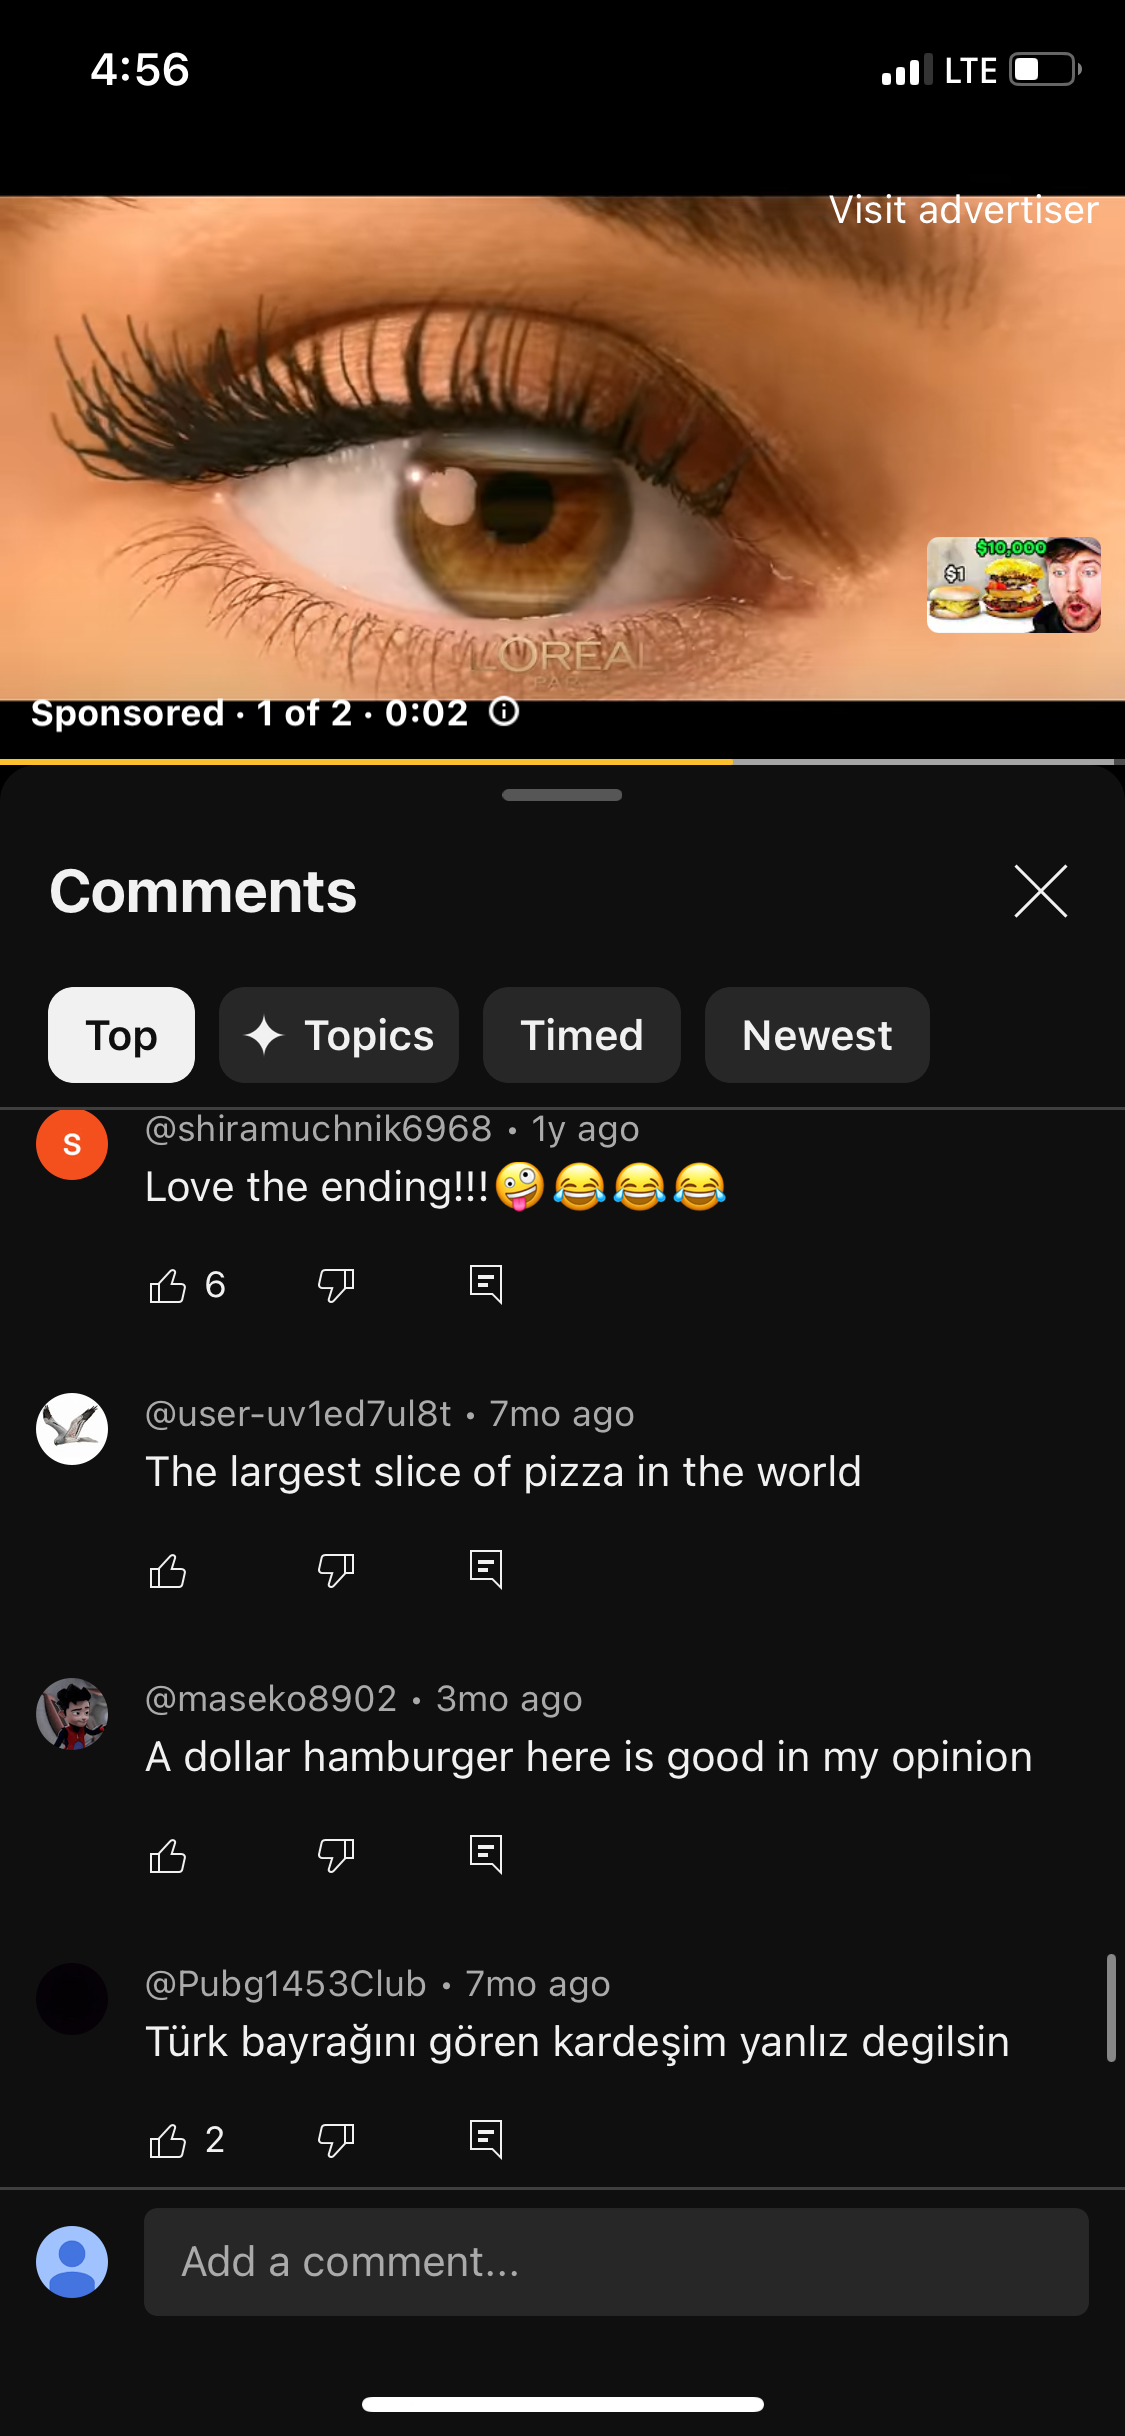 4:56
LTE
Visit advertiser
$10,000
$1
L'ORÉAL
PARIS
Sponsored · 1 of 2 · 0:02
Comments
Top
Topics
Timed
Newest
S
@shiramuchnik6968 · 1y ago
Love the ending!!!🤪😂😂😂
6
@user-uv1ed7ul8t · 7mo ago
The largest slice of pizza in the world
@maseko8902 · 3mo ago
A dollar hamburger here is good in my opinion
@Pubg1453Club · 7mo ago
Türk bayrağını gören kardeşim yanlız degilsin
2
Add a comment...